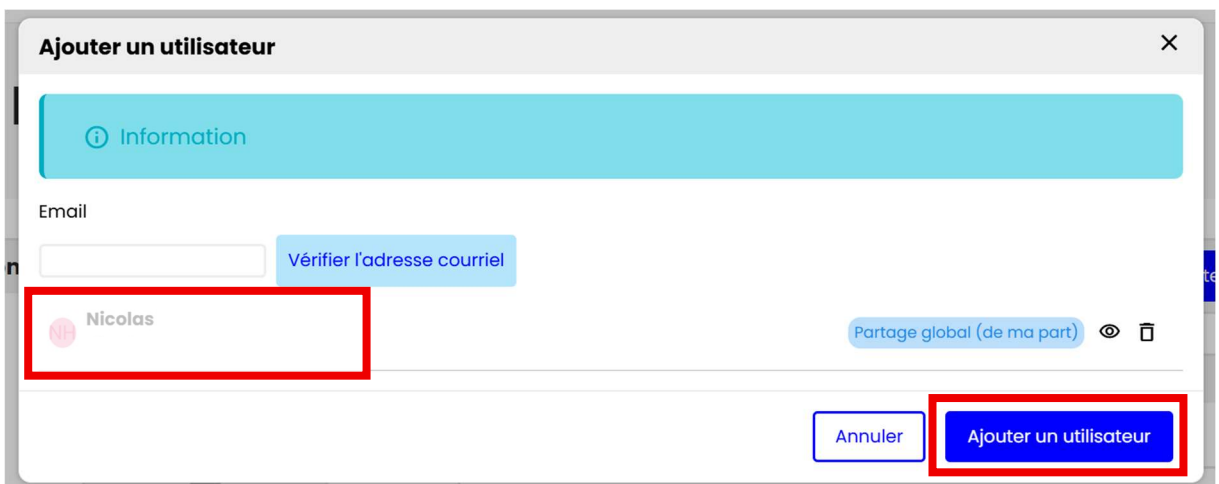 Ajouter un utilisateur
Information
Email
Vérifier l'adresse courriel
NH
Nicolas
Partage global (de ma part)
Annuler
Ajouter un utilisateur